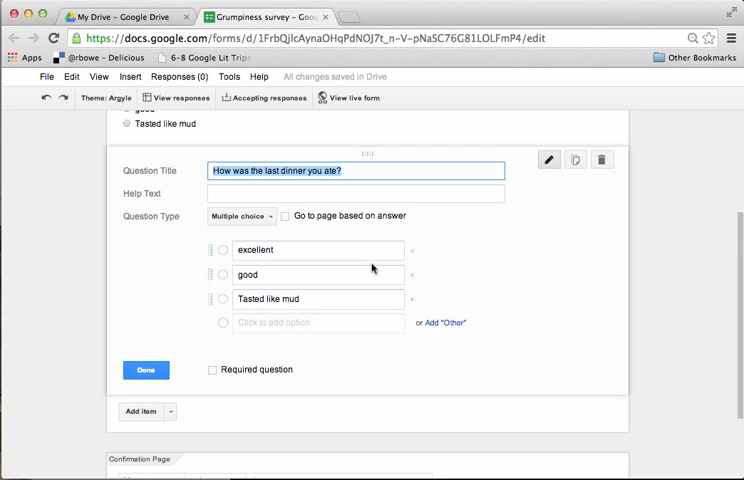 My Drive – Google Drive × Grumpiness survey – Goo ×
https://docs.google.com/forms/d/1FrbQjlcAynaOHqPdNOJ7t_n-V-pNaSC76G81LOLFmP4/edit
Apps @rbowe – Delicious 6–8 Google Lit Trips Other Bookmarks
File Edit View Insert Responses (0) Tools Help All changes saved in Drive
Theme: Argyle View responses Accepting responses View live form
good
Tasted like mud
Question Title How was the last dinner you ate?
Help Text
Question Type Multiple choice Go to page based on answer
excellent
good
Tasted like mud
Click to add option or Add "Other"
Done Required question
Add item
Confirmation Page